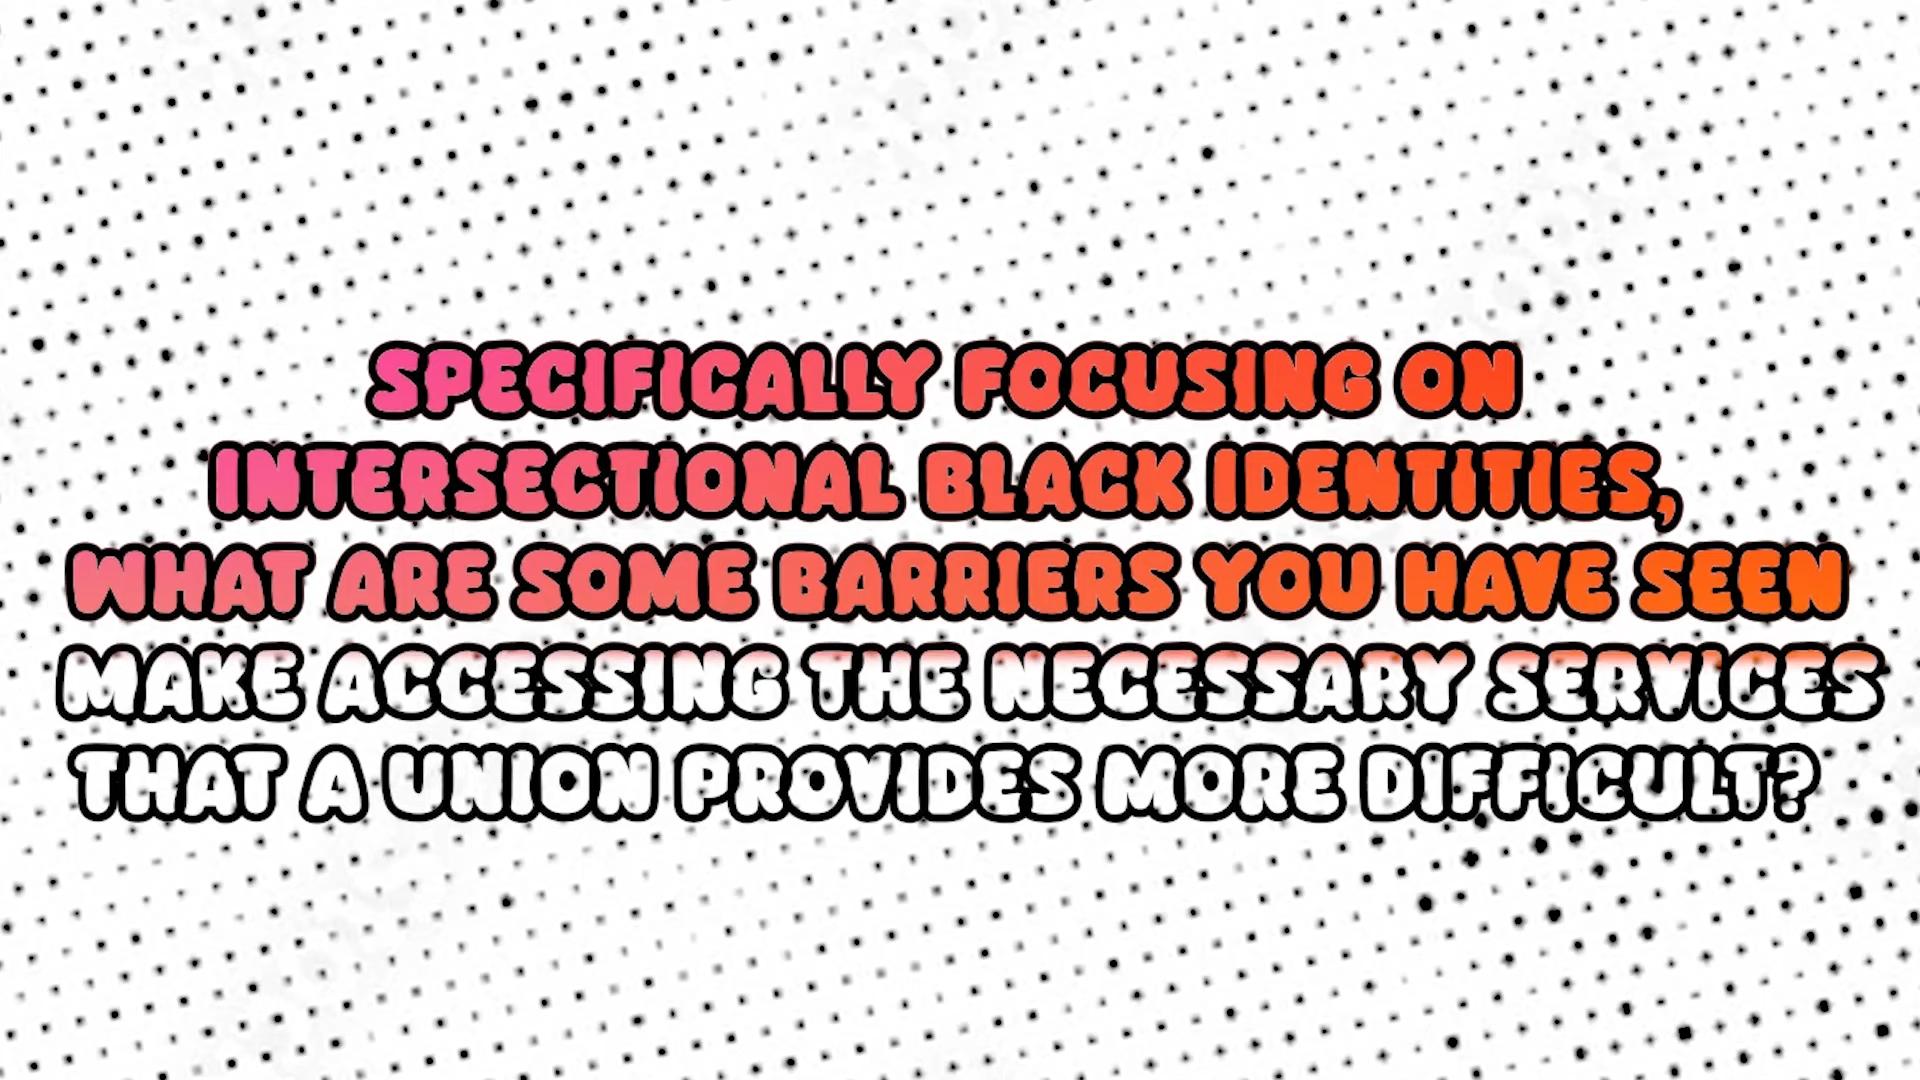 SPECIFICALLY FOCUSING ON
INTERSECTIONAL BLACK IDENTITIES,
WHAT ARE SOME BARRIERS YOU HAVE SEEN
MAKE ACCESSING THE NECESSARY SERVICES
THAT A UNION PROVIDES MORE DIFFICULT?